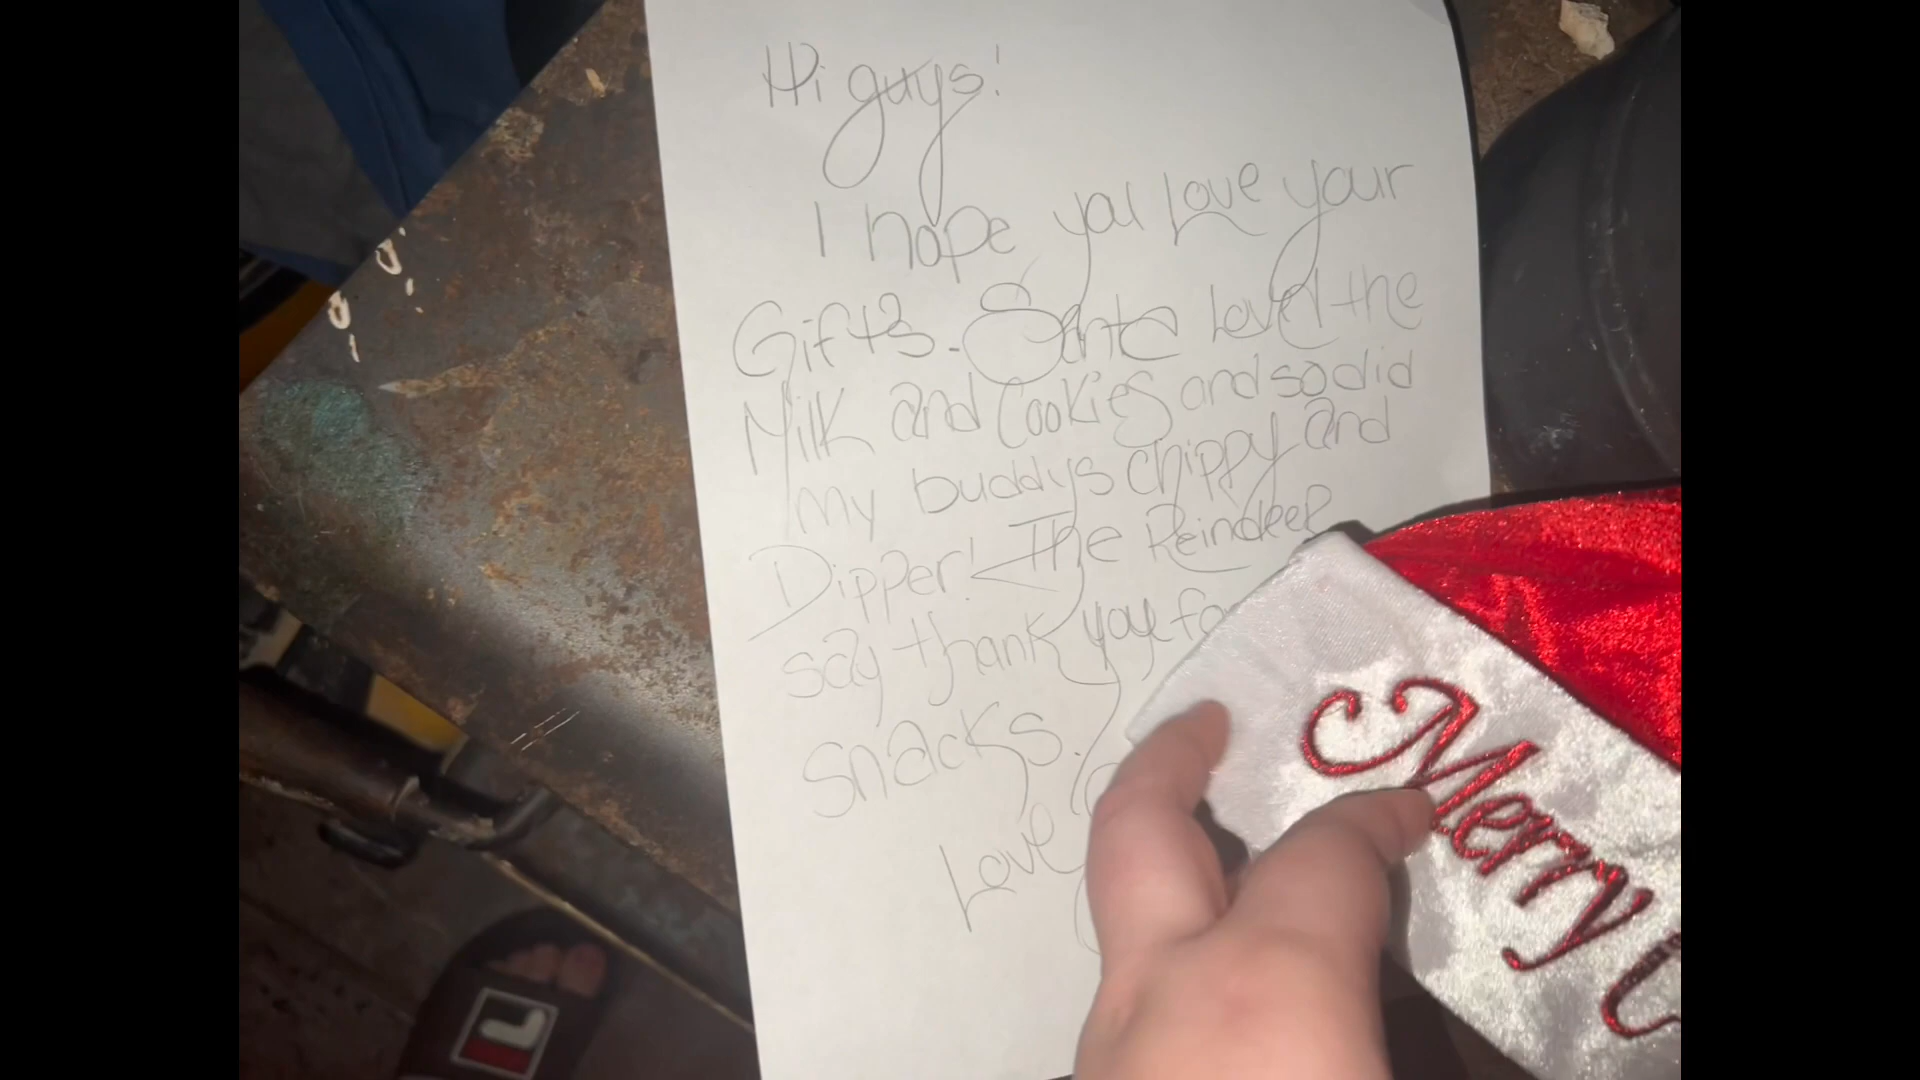 Hi guys!
I hope you Love your
Gifts. Santa Loved the
Milk and Cookies and so did
my buddys Chippy and
Dipper! The Reindeer
say thank you fo
snacks.
Love
Merry